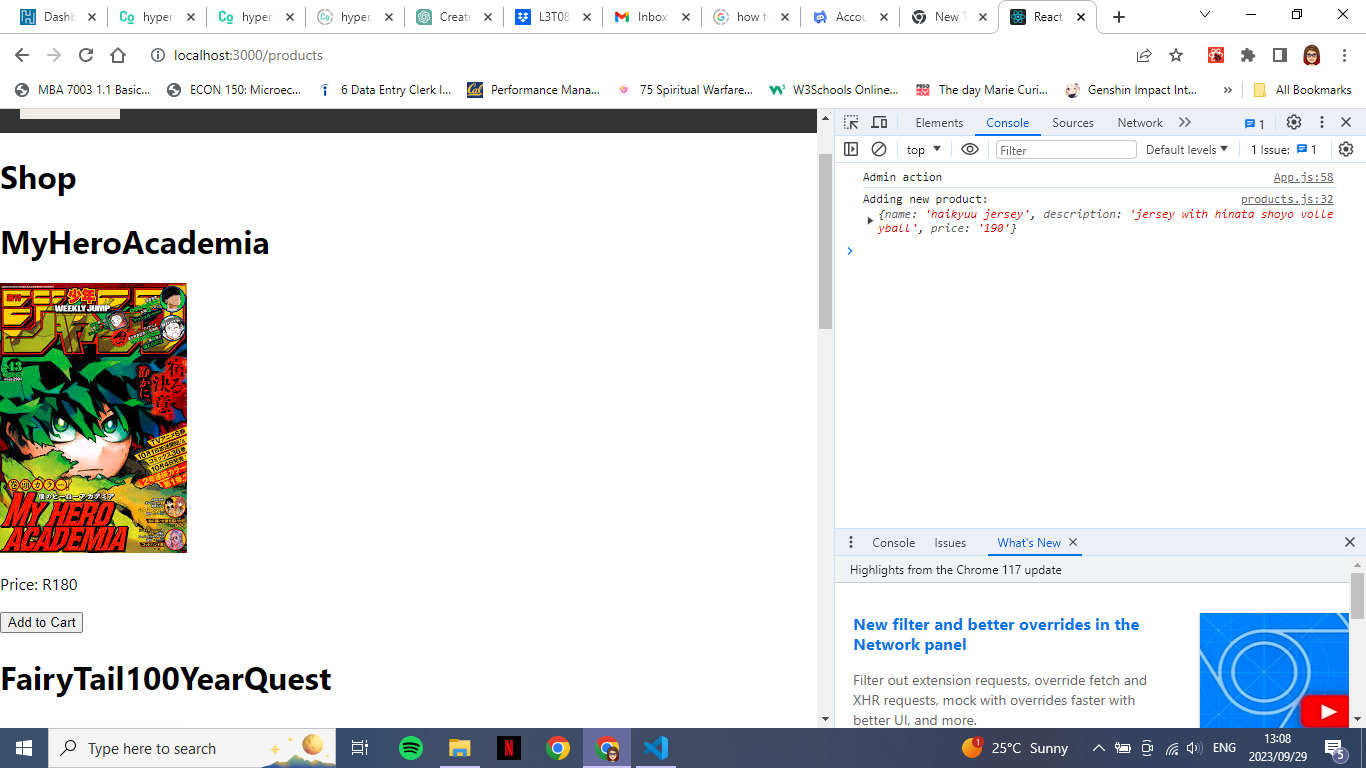 Dashb
hyper
hyper
hyper
Create
L3T08
Inbox
how to
Accou
New T
React
localhost:3000/products
MBA 7003 1.1 Basic...
ECON 150: Microec...
6 Data Entry Clerk I...
Performance Mana...
75 Spiritual Warfare...
W3Schools Online...
The day Marie Curi...
Genshin Impact Int...
»
All Bookmarks
Elements
Console
Sources
Network
1
top
Filter
Default levels
1 Issue:
1
Shop
MyHeroAcademia
少年
WEEKLY JUMP
43
MY HERO
ACADEMIA
Price: R180
Add to Cart
FairyTail100YearQuest
Admin action
App.js:58
Adding new product:
products.js:32
{name: 'haikyuu jersey', description: 'jersey with hinata shoyo volle
yball', price: '190'}
Console
Issues
What's New
Highlights from the Chrome 117 update
New filter and better overrides in the
Network panel
Filter out extension requests, override fetch and
XHR requests, mock with overrides faster with
better UI, and more.
Type here to search
25°C Sunny
ENG
13:08
2023/09/29
5